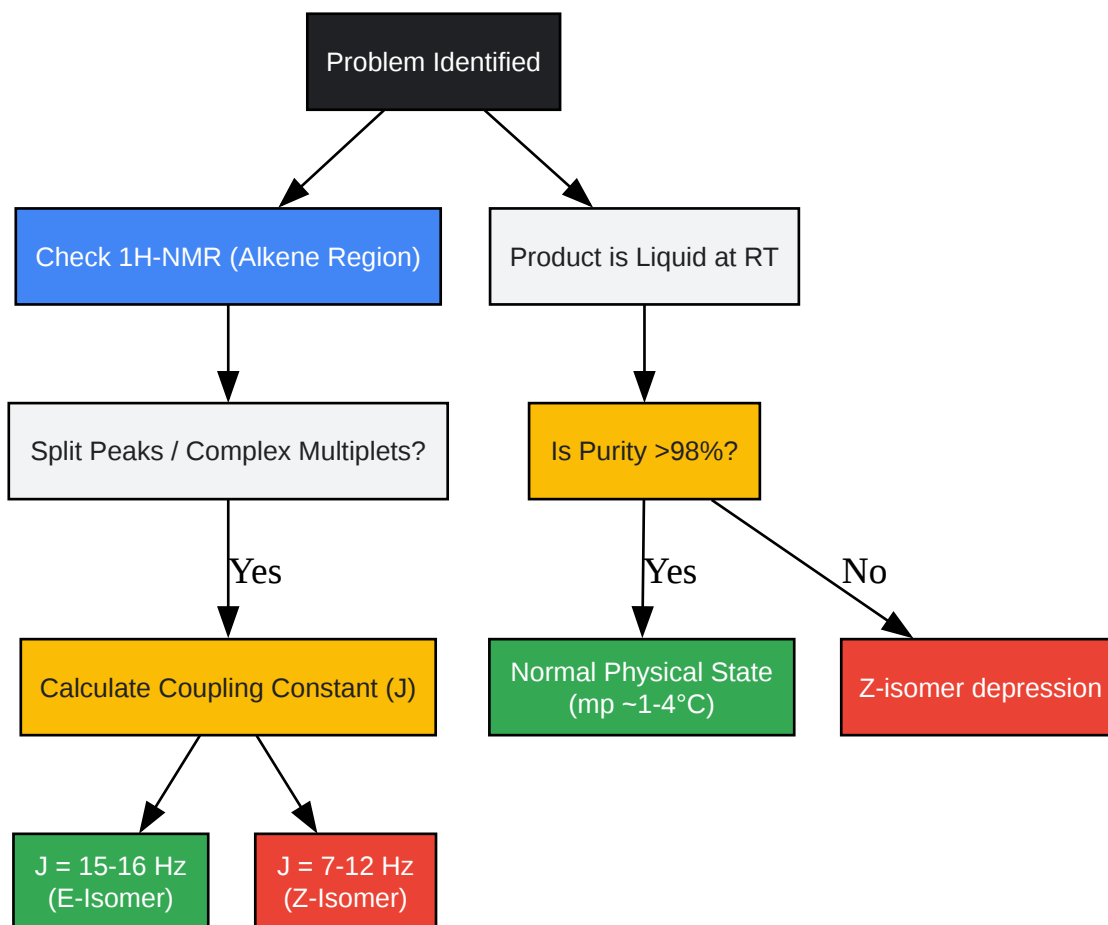 Problem Identified
Check 1H-NMR (Alkene Region)
Product is Liquid at RT
Split Peaks / Complex Multiplets?
Is Purity >98%?
Yes
Yes
No
Calculate Coupling Constant (J)
Normal Physical State
(mp ~1-4°C)
Z-isomer depression
J = 15-16 Hz
(E-Isomer)
J = 7-12 Hz
(Z-Isomer)